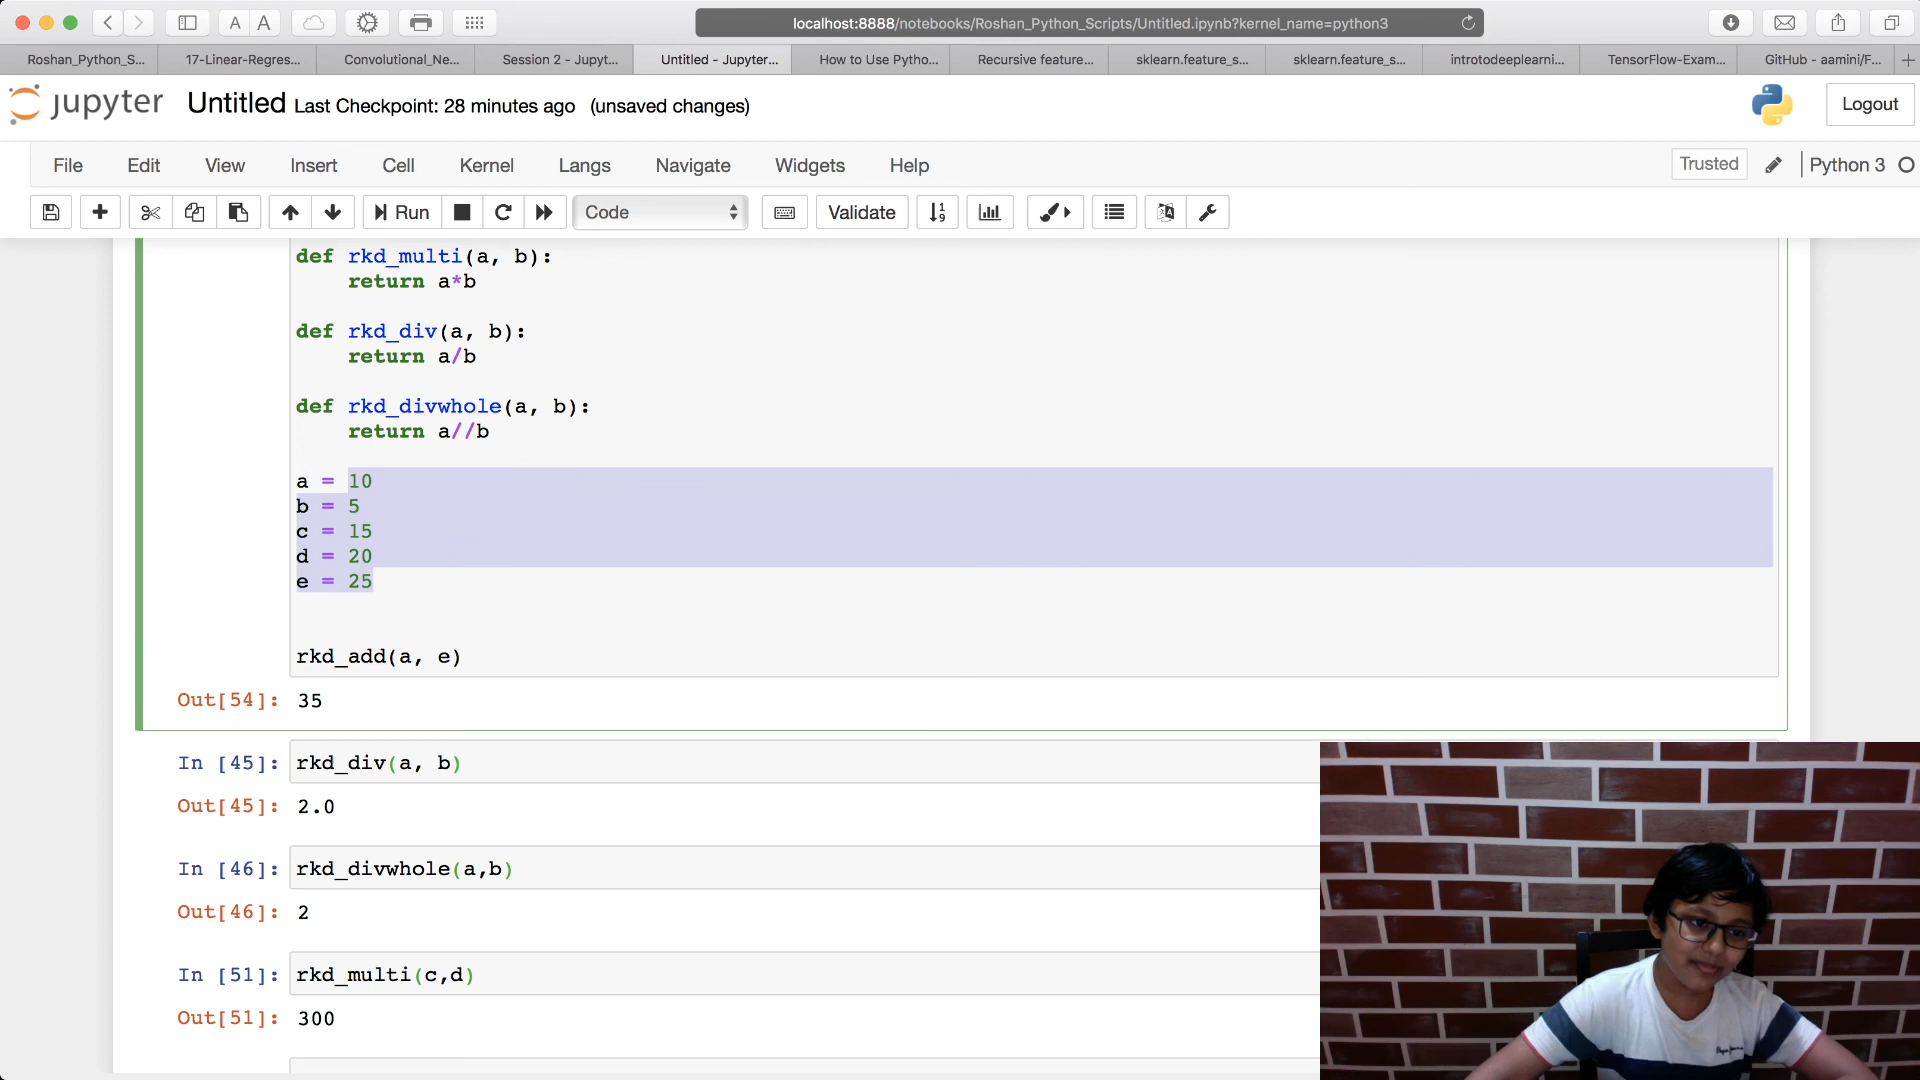 A A
localhost:8888/notebooks/Roshan_Python_Scripts/Untitled.ipynb?kernel_name=python3
Roshan_Python_S... 17-Linear-Regres... Convolutional_Ne... Session 2 - Jupyt... Untitled - Jupyter... How to Use Pytho... Recursive feature... sklearn.feature_s... sklearn.feature_s... introtodeeplearni... TensorFlow-Exam... GitHub - aamini/F...
jupyter Untitled Last Checkpoint: 28 minutes ago (unsaved changes) Logout
File Edit View Insert Cell Kernel Langs Navigate Widgets Help Trusted Python 3
Run Code Validate
def rkd_multi(a, b):
return a*b
def rkd_div(a, b):
return a/b
def rkd_divwhole(a, b):
return a//b
a = 10
b = 5
c = 15
d = 20
e = 25
rkd_add(a, e)
Out[54]: 35
In [45]: rkd_div(a, b)
Out[45]: 2.0
In [46]: rkd_divwhole(a,b)
Out[46]: 2
In [51]: rkd_multi(c,d)
Out[51]: 300